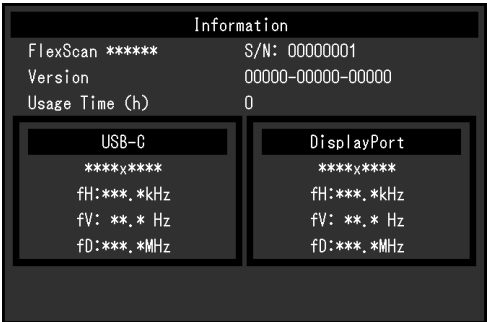 Information
FlexScan ****** S/N: 00000001
Version 00000-00000-00000
Usage Time (h) 0
USB-C DisplayPort
****x**** ****x****
fH:***.*kHz fH:***.*kHz
fV: **.* Hz fV: **.* Hz
fD:***.*MHz fD:***.*MHz